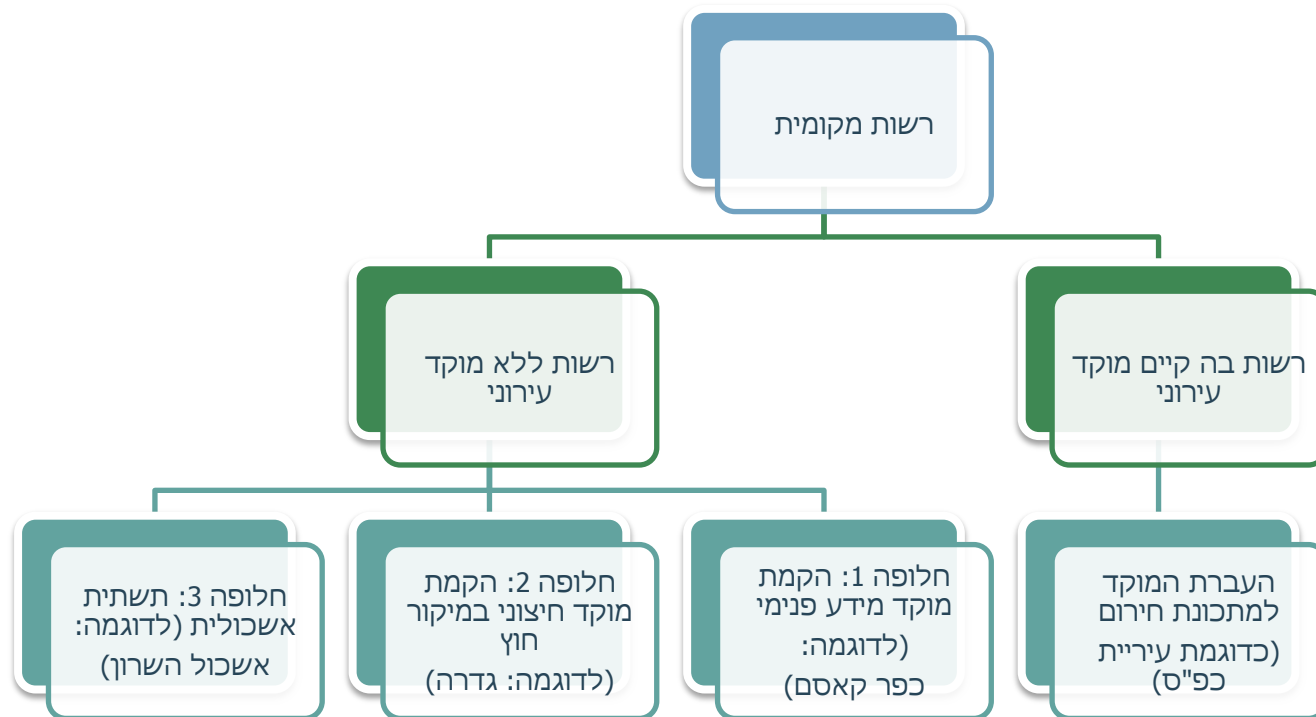 רשות מקומית
רשות בה קיים מוקד
עירוני
רשות ללא מוקד
עירוני
העברת המוקד
למתכונת חירום
(כדוגמת עיריית
כפ"ס)
חלופה 1: הקמת
מוקד מידע פנימי
(לדוגמה:
כפר קאסם)
חלופה 2: הקמת
מוקד חיצוני במיקור
חוץ
(לדוגמה: גדרה)
חלופה 3: תשתית
אשכולית (לדוגמה:
אשכול השרון)